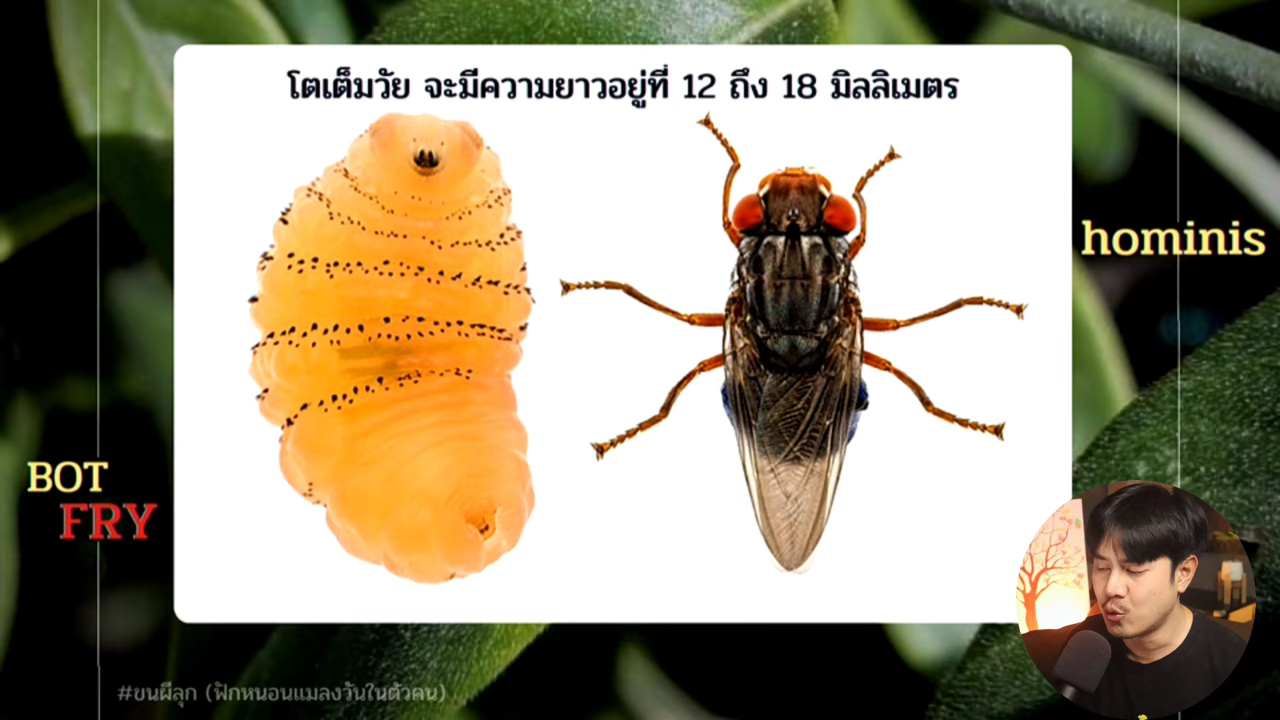 โตเต็มวัย จะมีความยาวอยู่ที่ 12 ถึง 18 มิลลิเมตร
hominis
BOT
FRY
#ขนผีลุก (ฟักหนอนแมลงวันในตัวคน)